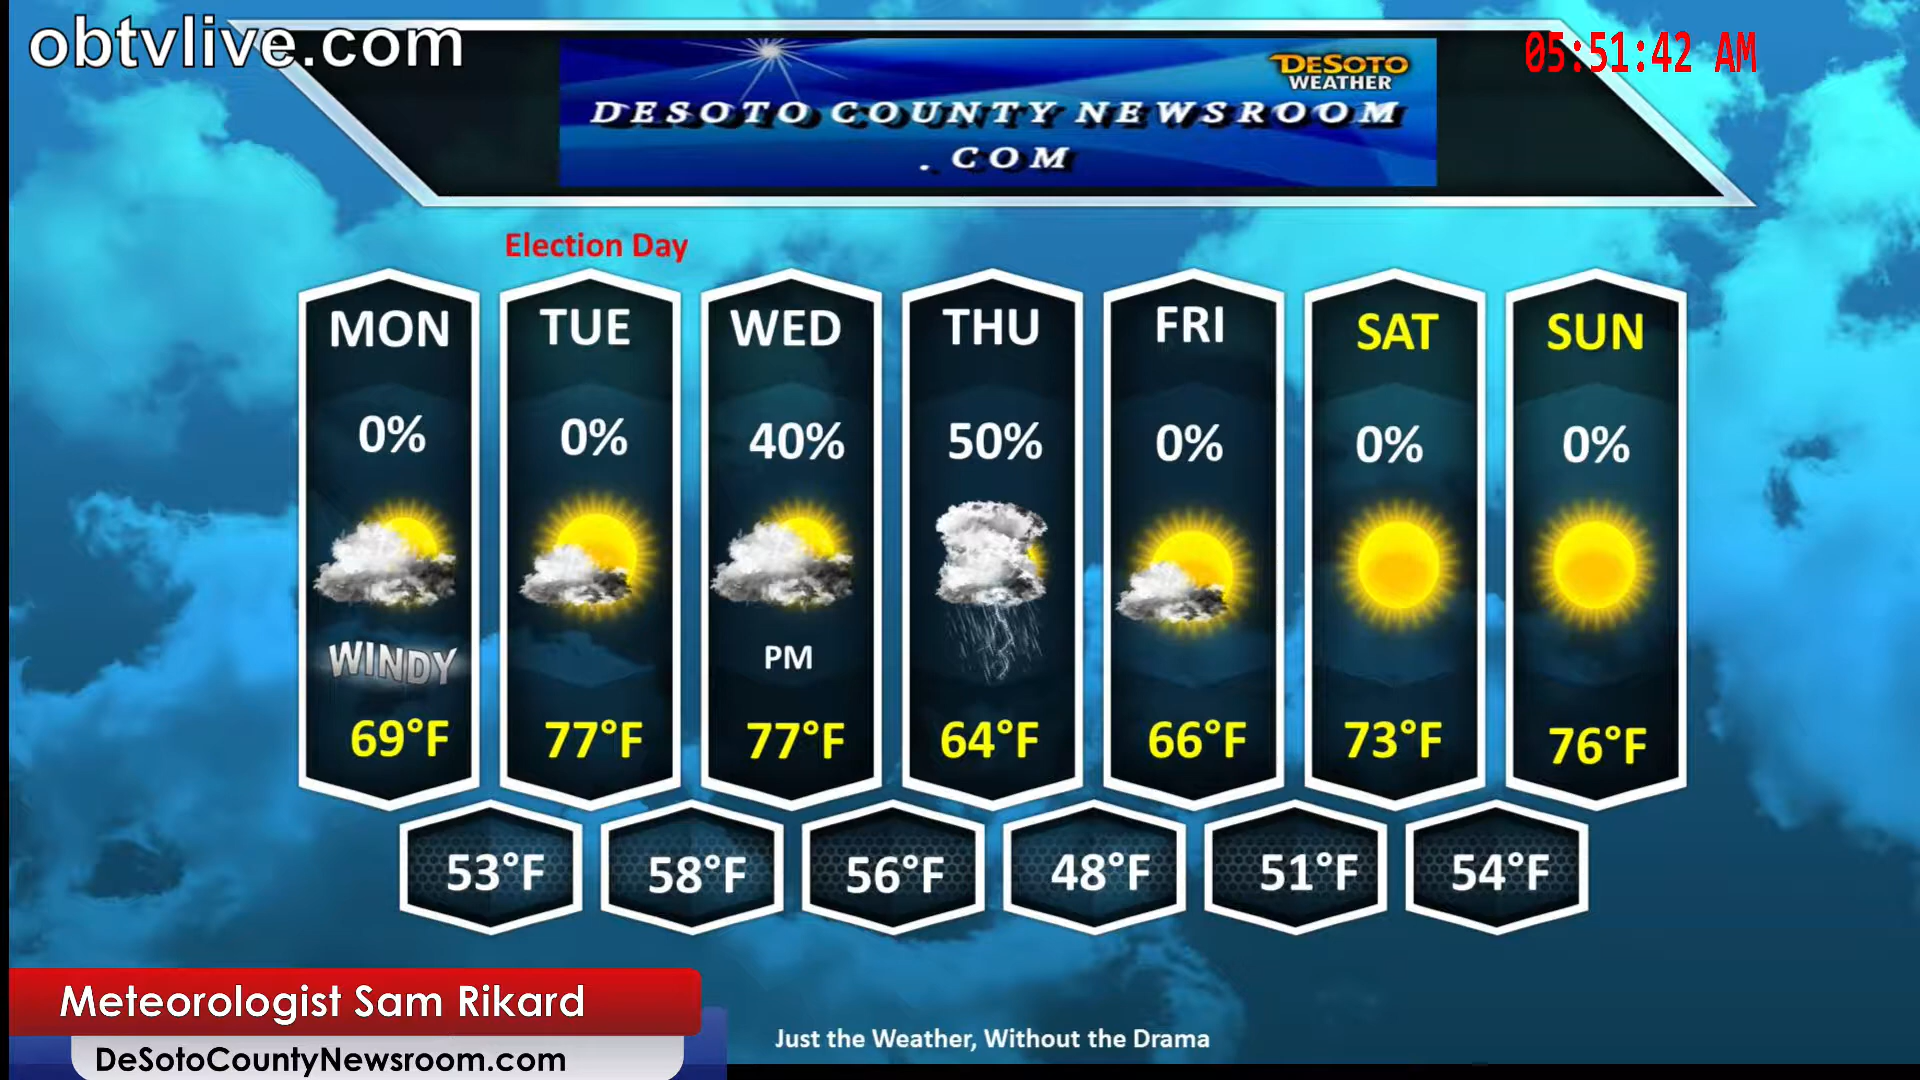 obtvlive.com
05:51:42 AM
DESOTO
WEATHER
DESOTO COUNTY NEWSROOM
.COM
Election Day
MON TUE WED THU FRI SAT SUN
0% 0% 40% 50% 0% 0% 0%
WINDY PM
69°F 77°F 77°F 64°F 66°F 73°F 76°F
53°F 58°F 56°F 48°F 51°F 54°F
Meteorologist Sam Rikard
DeSotoCountyNewsroom.com
Just the Weather, Without the Drama